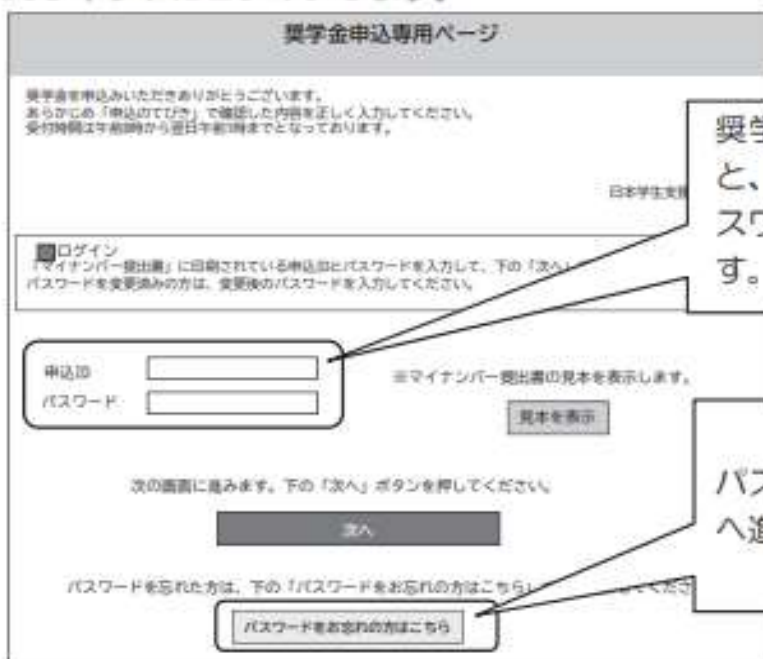 奨学金申込専用ページ
奨学金を申込みいただきありがとうございます。
あらかじめ「申込のてびき」で確認した内容を正しく入力してください。
受付時間は午前8時から翌日午前1時までとなっております。
日本学生支援
ログイン
「マイナンバー提出書」に印刷されている申込IDとパスワードを入力して、下の「次へ」
パスワードを変更済みの方は、変更後のパスワードを入力してください。
奨学
と、
スワ
す。
申込ID
パスワード
※マイナンバー提出書の見本を表示します。
見本を表示
次の画面に進みます。下の「次へ」ボタンを押してください。
次へ
パス
へ進
パスワードを忘れた方は、下の「パスワードをお忘れの方はこちら」 してくださ
パスワードをお忘れの方はこちら